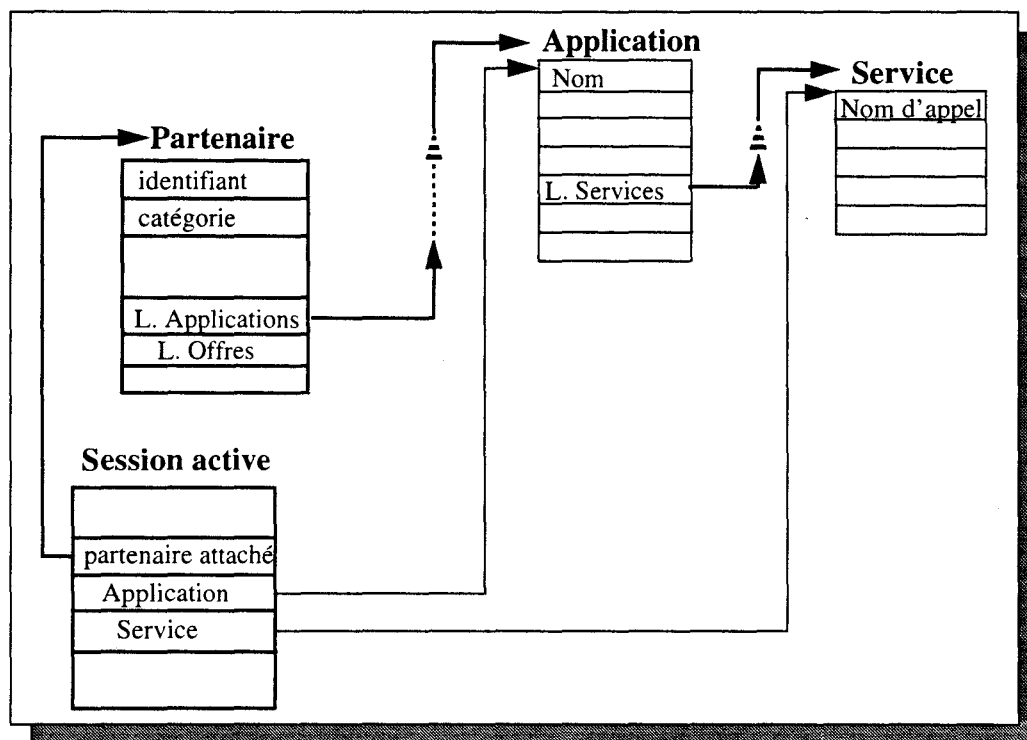 Partenaire
identifiant
catégorie
L. Applications
L. Offres
Application
Nom
L. Services
Service
Nom d'appel
Session active
partenaire attaché
Application
Service